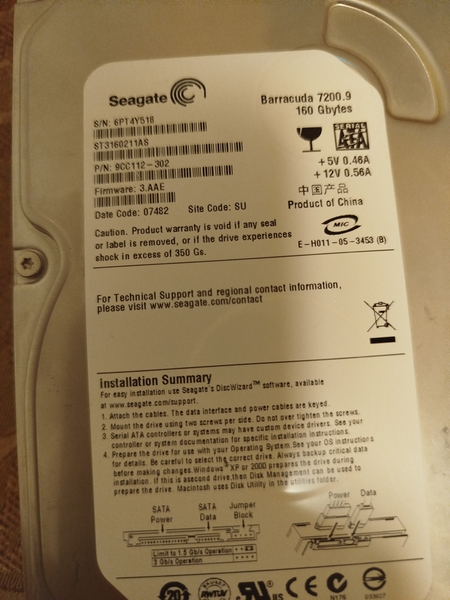 Seagate
Barracuda 7200.9
160 Gbytes
S/N: 6PT4Y518
ST3160211AS
P/N: 9CC112-302
Firmware: 3.AAE
Date Code: 07482 Site Code: SU
SERIAL
SATA
+5V 0.46A
+12V 0.56A
中国产品
Product of China
Caution. Product warranty is void if any seal
or label is removed, or if the drive experiences
shock in excess of 350 Gs.
MIC
E-H011-05-3453 (B)
For Technical Support and regional contact information,
please visit www.seagate.com/contact
Installation Summary
For easy installation use Seagate's DiscWizard™ software, available
at www.seagate.com/support.
1. Attach the cables. The data interface and power cables are keyed.
2. Mount the drive using two screws per side. Do not over tighten the screws.
3. Serial ATA controllers or systems may have custom device drivers. See your
controller or system documentation for specific installation instructions.
4. Prepare the drive for use with your Operating System. See your OS instructions
for details. Be careful to select the correct drive. Always backup critical data
before making changes. Windows® XP or 2000 prepares the drive during
installation. If this is asecond drive,then Disk Management can be used to
prepare the drive. Macintosh uses Disk Utility in the utilities folder.
SATA
Power
SATA
Data
Jumper
Block
Power Data
Limit to 1.5 Gb/s Operation
3 Gb/s Operation
20
RWTUV
US
CE
N176